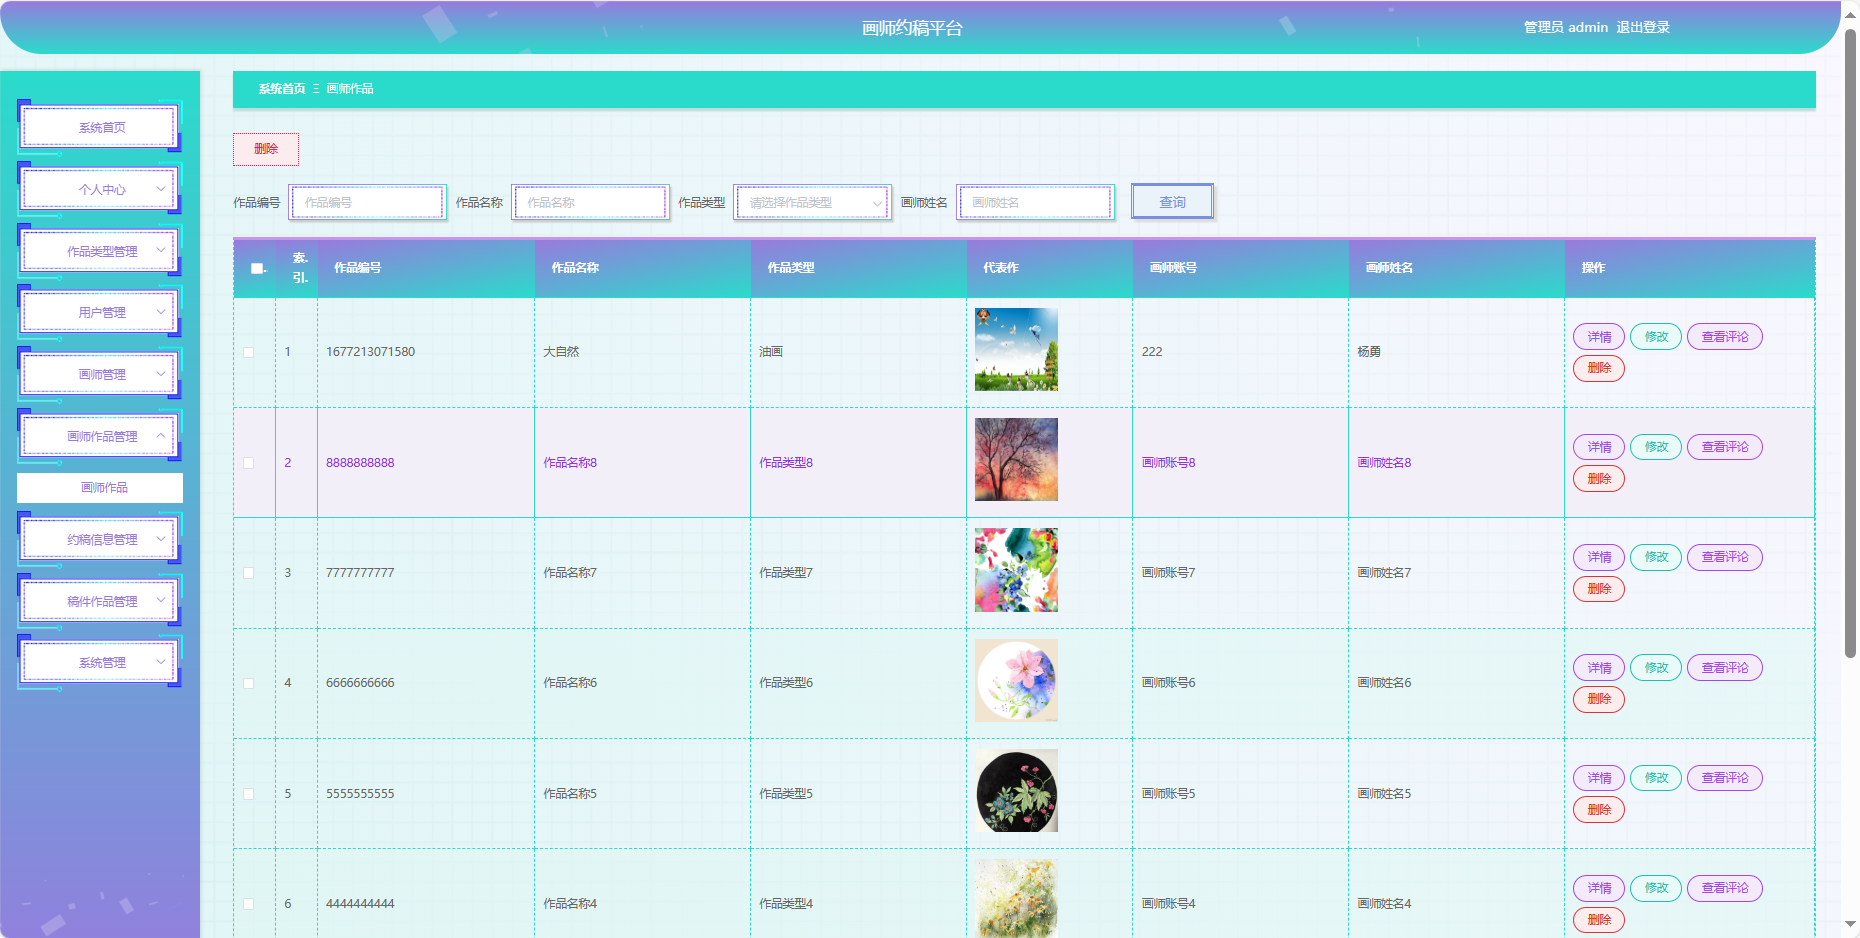 画师约稿平台
管理员 admin 退出登录
系统首页 Ξ 画师作品
系统首页
个人中心
作品类型管理
用户管理
画师管理
画师作品管理
画师作品
约稿信息管理
稿件作品管理
系统管理
删除
作品编号 作品编号 作品名称 作品名称 作品类型 请选择作品类型 画师姓名 画师姓名 查询
索引 作品编号 作品名称 作品类型 代表作 画师账号 画师姓名 操作
1 1677213071580 大自然 油画 222 杨勇 详情 修改 查看评论
删除
2 8888888888 作品名称8 作品类型8 画师账号8 画师姓名8 详情 修改 查看评论
删除
3 7777777777 作品名称7 作品类型7 画师账号7 画师姓名7 详情 修改 查看评论
删除
4 6666666666 作品名称6 作品类型6 画师账号6 画师姓名6 详情 修改 查看评论
删除
5 5555555555 作品名称5 作品类型5 画师账号5 画师姓名5 详情 修改 查看评论
删除
6 4444444444 作品名称4 作品类型4 画师账号4 画师姓名4 详情 修改 查看评论
删除